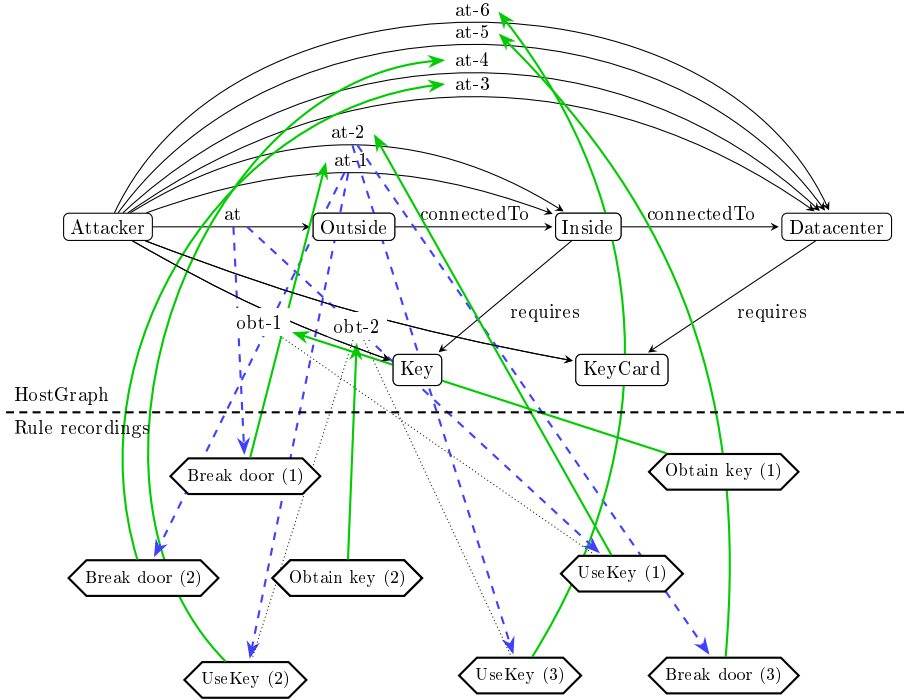 at-6
at-5
at-4
at-3
at-2
at-1
at
connectedTo
connectedTo
Attacker
Outside
Inside
Datacenter
requires
requires
obt-1
obt-2
Key
KeyCard
HostGraph
Rule recordings
Break door (1)
Obtain key (1)
Break door (2)
Obtain key (2)
UseKey (1)
UseKey (2)
UseKey (3)
Break door (3)